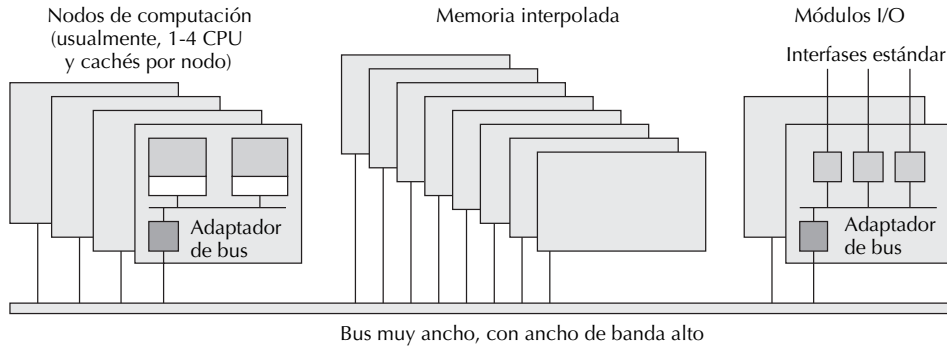 Nodos de computación
(usualmente, 1-4 CPU
y cachés por nodo)
Memoria interpolada
Módulos I/O
Interfases estándar
Adaptador
de bus
Adaptador
de bus
Bus muy ancho, con ancho de banda alto